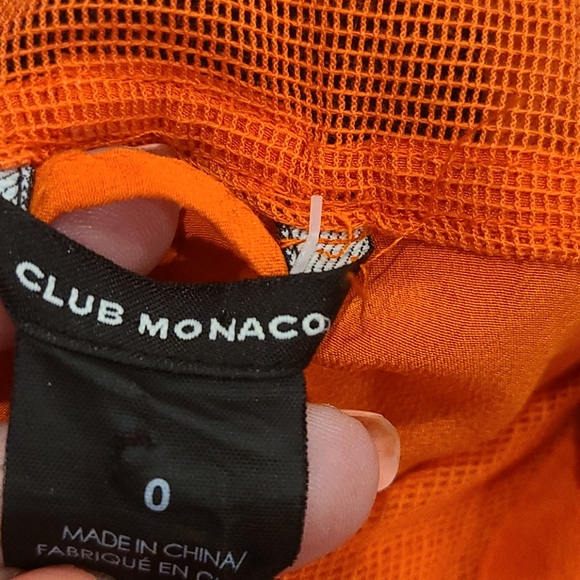 CLUB MONACO
0
MADE IN CHINA/
FABRIQUÉ EN